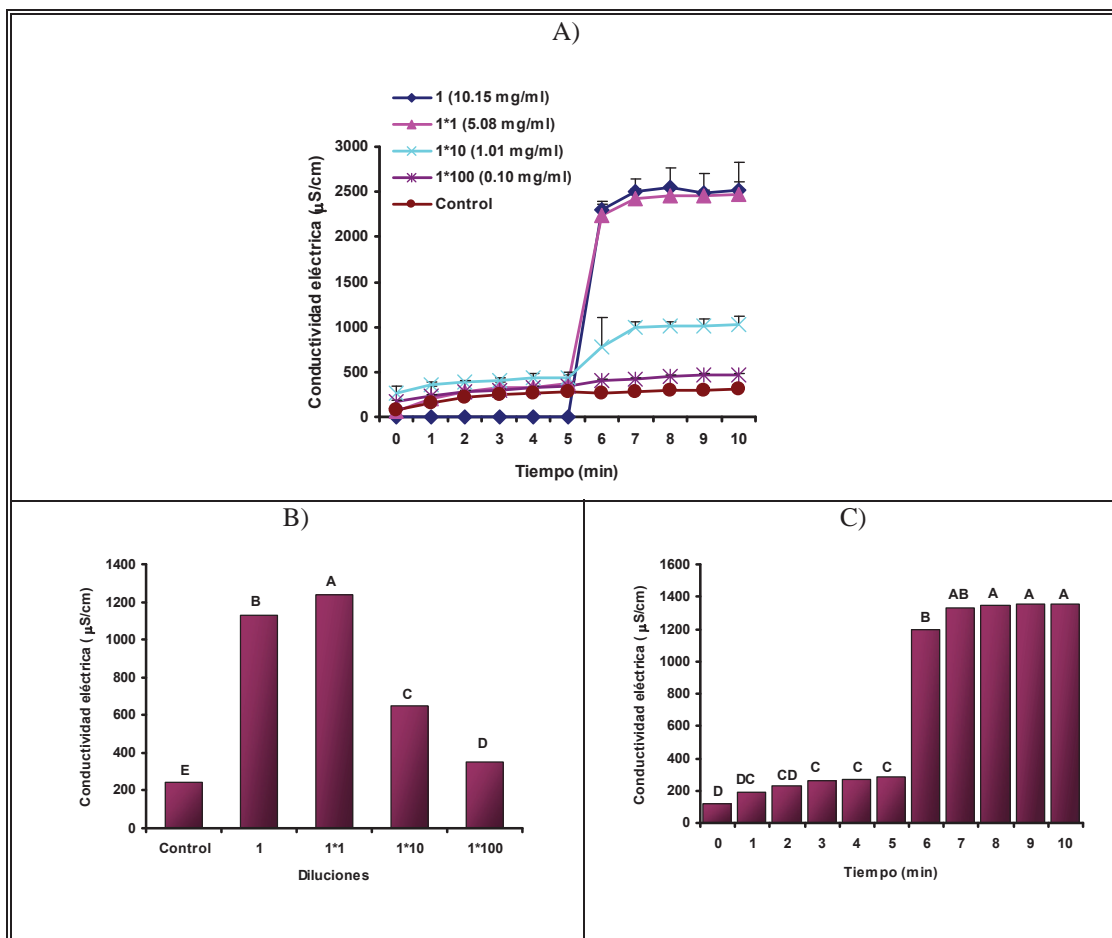 A)
1 (10.15 mg/ml)
1*1 (5.08 mg/ml)
1*10 (1.01 mg/ml)
1*100 (0.10 mg/ml)
Control
Conductividad eléctrica (µS/cm)
3000
2500
2000
1500
1000
500
0
0 1 2 3 4 5 6 7 8 9 10
Tiempo (min)
B)
Conductividad eléctrica ( µS/cm)
1400
1200
1000
800
600
400
200
0
E B A C D
Control 1 1*1 1*10 1*100
Diluciones
C)
Conductividad eléctrica ( µS/cm)
1600
1400
1200
1000
800
600
400
200
0
D DC CD C C C B AB A A A
0 1 2 3 4 5 6 7 8 9 10
Tiempo (min)